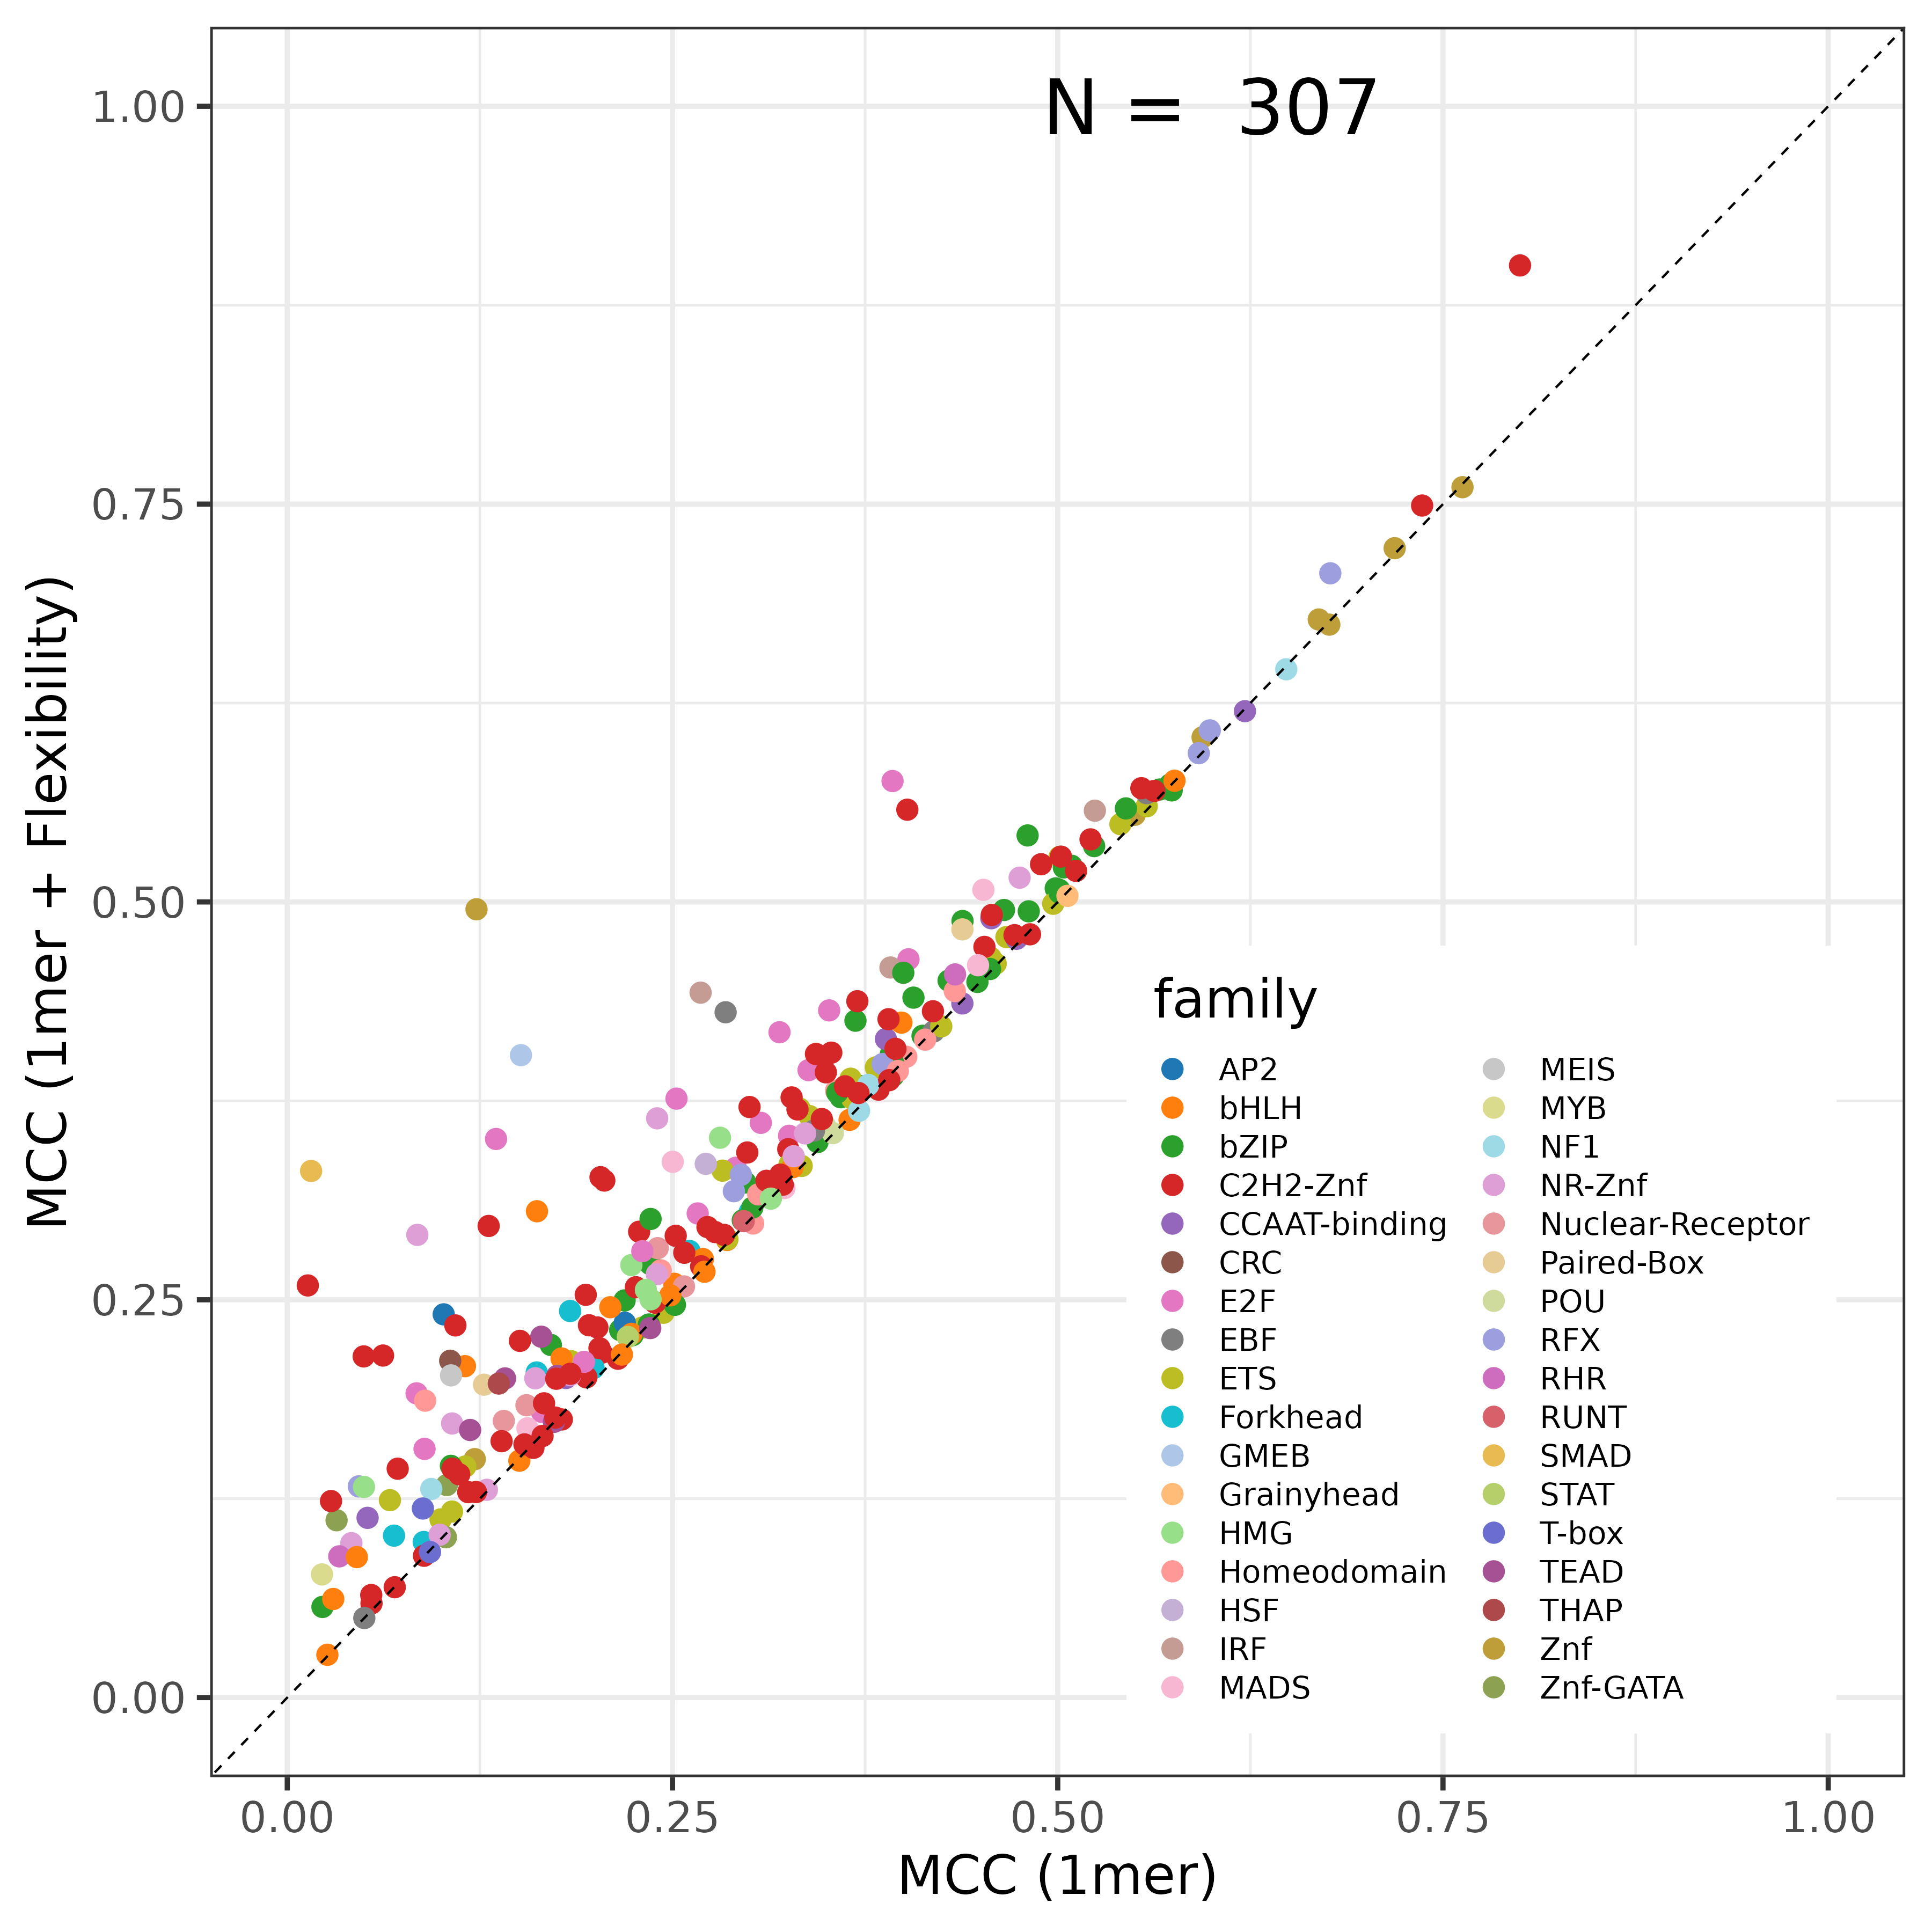 N =  307
1.00
0.75
0.50
0.25
0.00
MCC (1mer + Flexibility)
family
AP2
bHLH
bZIP
C2H2-Znf
CCAAT-binding
CRC
E2F
EBF
ETS
Forkhead
GMEB
Grainyhead
HMG
Homeodomain
HSF
IRF
MADS
MEIS
MYB
NF1
NR-Znf
Nuclear-Receptor
Paired-Box
POU
RFX
RHR
RUNT
SMAD
STAT
T-box
TEAD
THAP
Znf
Znf-GATA
0.00 0.25 0.50 0.75 1.00
MCC (1mer)